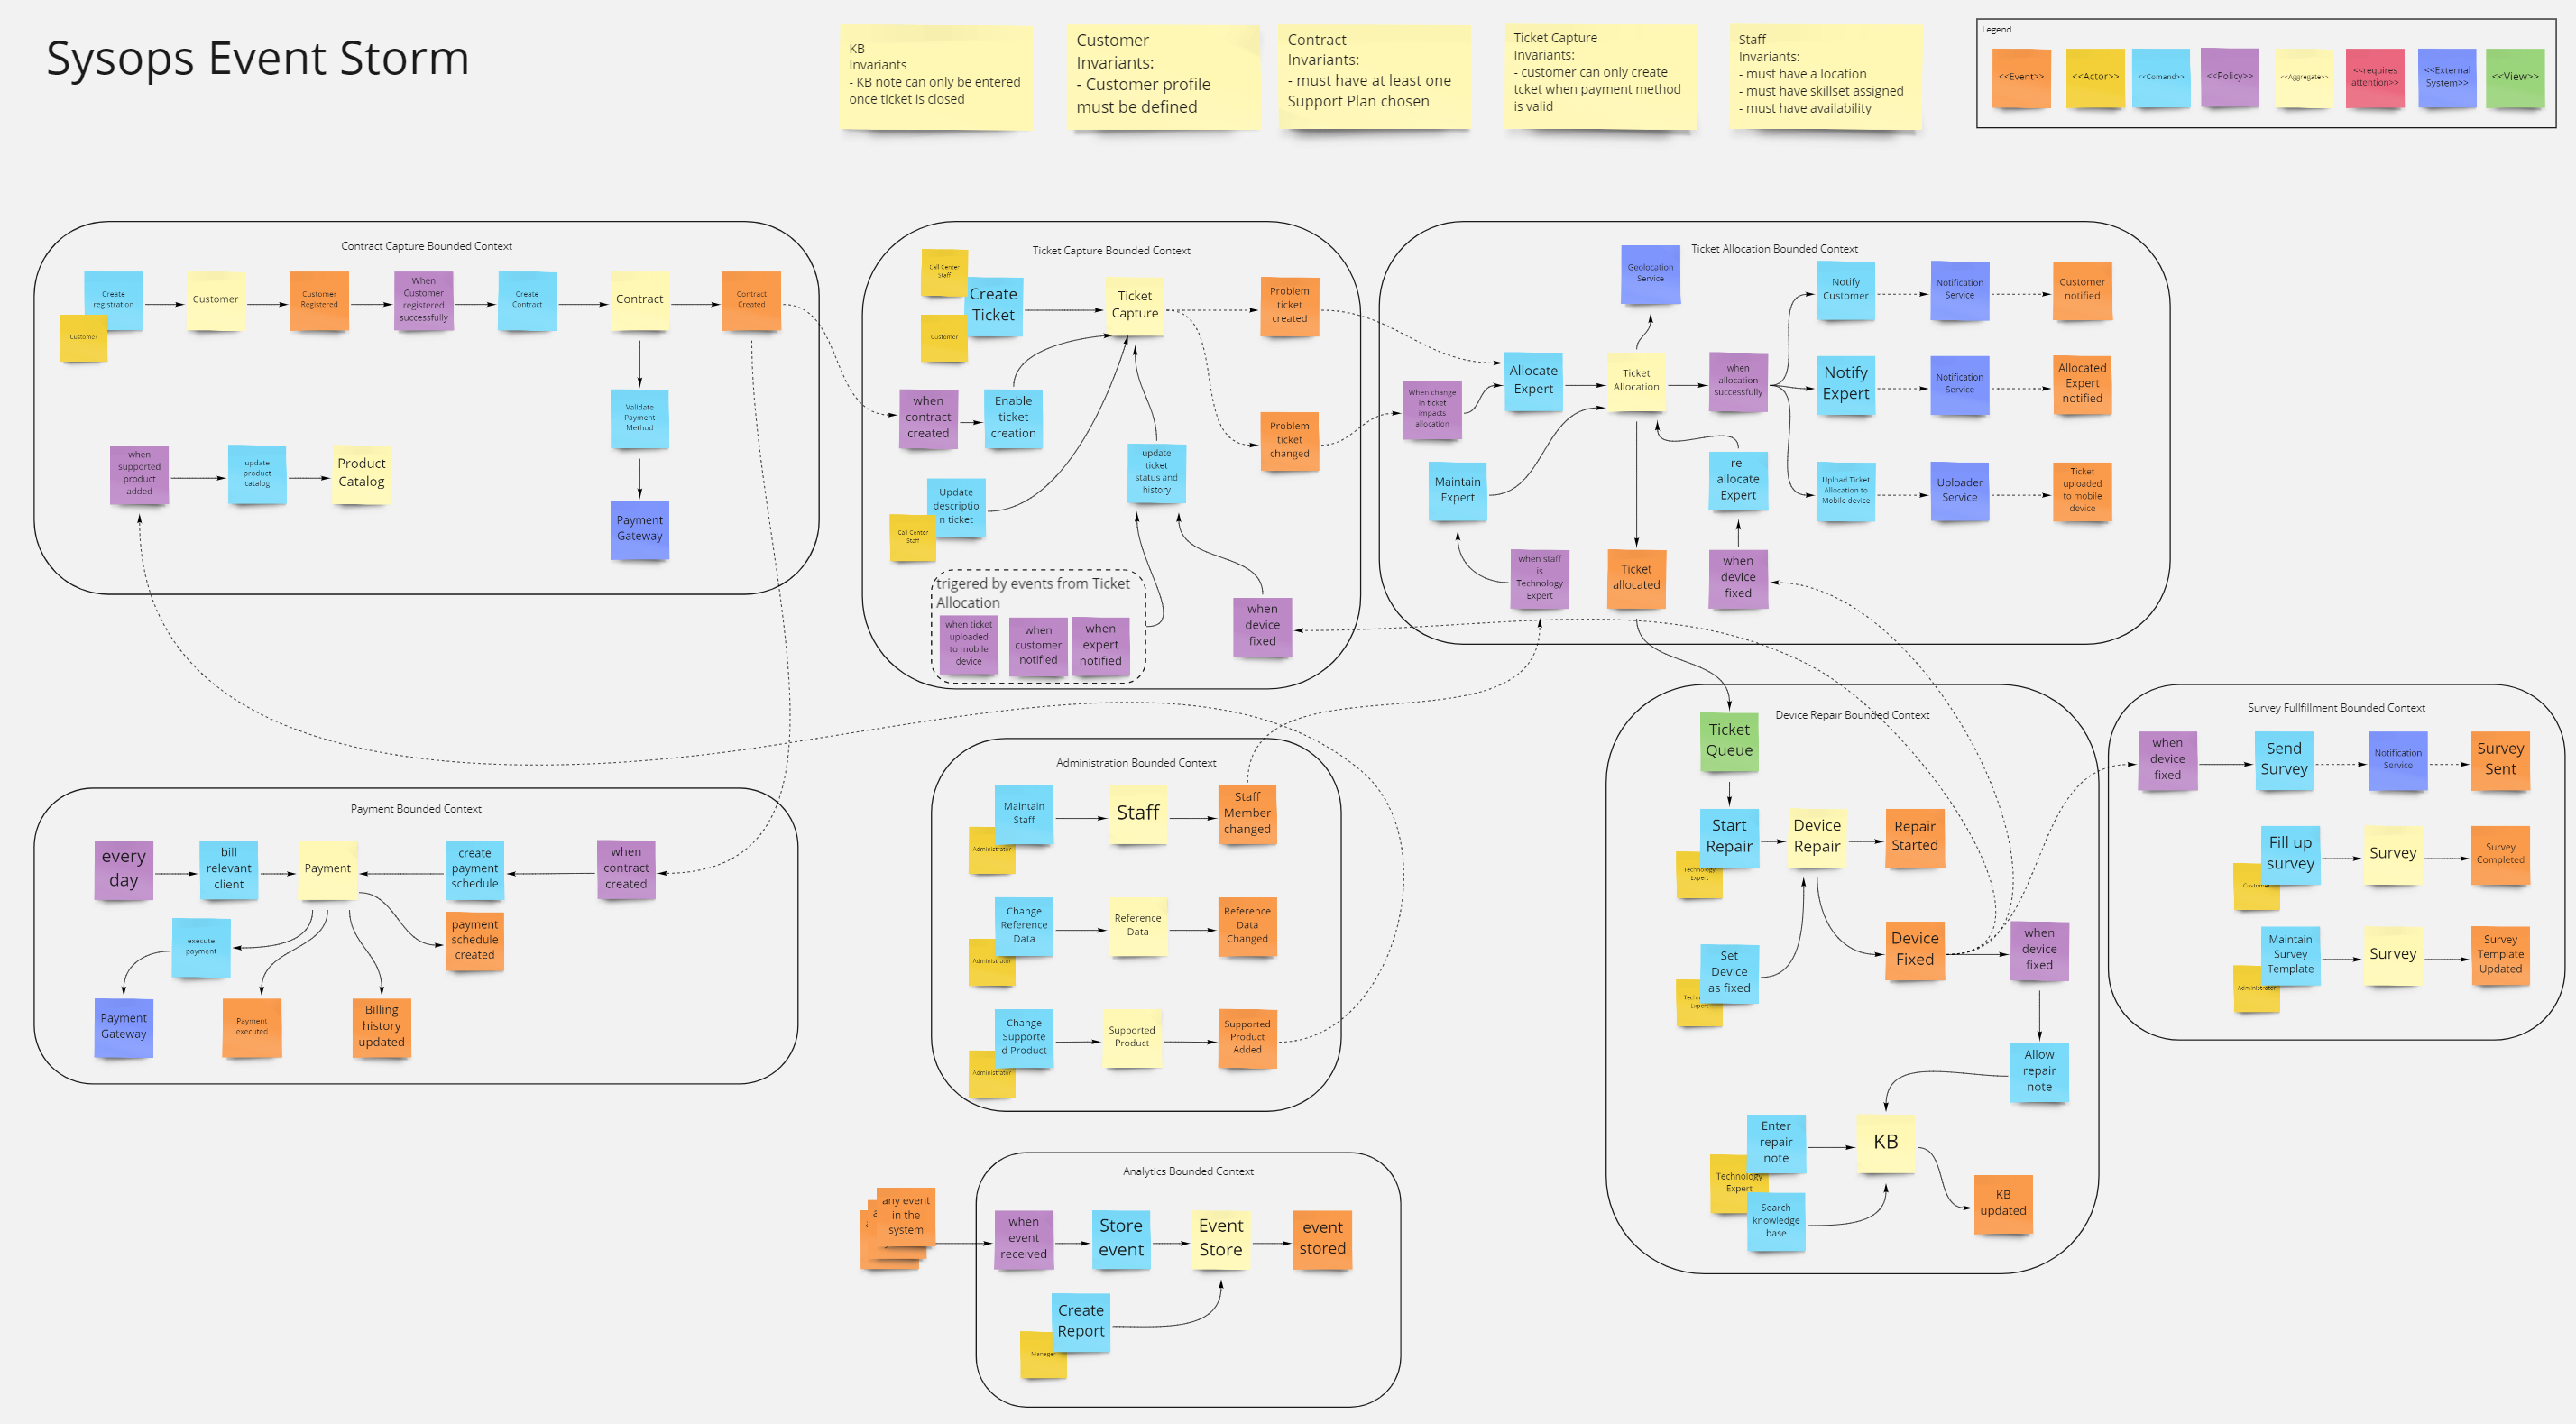 Sysops Event Storm
KB
Invariants
- KB note can only be entered
once ticket is closed
Customer
Invariants:
- Customer profile
must be defined
Contract
Invariants:
- must have at least one
Support Plan chosen
Ticket Capture
Invariants:
- customer can only create
tcket when payment method
is valid
Staff
Invariants:
- must have a location
- must have skillset assigned
- must have availability
Legend
<<Event>>
<<Actor>>
<<Comand>>
<<Policy>>
<<Aggregate>>
<<requires
attention>>
<<External
System>>
<<View>>
Contract Capture Bounded Context
Create
registration
Customer
Customer
Customer
Registered
When
Customer
registered
successfully
Create
Contract
Contract
Contract
Created
Validate
Payment
Method
Payment
Gateway
when
supported
product
added
update
product
catalog
Product
Catalog
Ticket Capture Bounded Context
Call Center
Staff
Create
Ticket
Customer
Ticket
Capture
Problem
ticket
created
when
contract
created
Enable
ticket
creation
Problem
ticket
changed
update
ticket
status and
history
Update
descriptio
n ticket
Call Center
Staff
trigered by events from Ticket
Allocation
when ticket
uploaded
to mobile
device
when
customer
notified
when
expert
notified
when
device
fixed
Ticket Allocation Bounded Context
Geolocation
Service
Notify
Customer
Notification
Service
Customer
notified
When change
in ticket
impacts
allocation
Allocate
Expert
Ticket
Allocation
when
allocation
successfully
Notify
Expert
Notification
Service
Allocated
Expert
notified
Maintain
Expert
re-
allocate
Expert
Upload Ticket
Allocation to
Mobile device
Uploader
Service
Ticket
uploaded
to mobile
device
when staff
is
Technology
Expert
Ticket
allocated
when
device
fixed
Payment Bounded Context
every
day
bill
relevant
client
Payment
create
payment
schedule
when
contract
created
execute
payment
payment
schedule
created
Payment
Gateway
Payment
executed
Billing
history
updated
Administration Bounded Context
Maintain
Staff
Administrator
Staff
Staff
Member
changed
Change
Reference
Data
Administrator
Reference
Data
Reference
Data
Changed
Change
Supporte
d Product
Administrator
Supported
Product
Supported
Product
Added
Device Repair Bounded Context
Ticket
Queue
Start
Repair
Technology
Expert
Device
Repair
Repair
Started
Set
Device
as fixed
Techn
Expert
Device
Fixed
when
device
fixed
Allow
repair
note
Enter
repair
note
Technology
Expert
Search
knowledge
base
KB
KB
updated
Survey Fullfillment Bounded Context
when
device
fixed
Send
Survey
Notification
Service
Survey
Sent
Fill up
survey
Customer
Survey
Survey
Completed
Maintain
Survey
Template
Administrator
Survey
Survey
Template
Updated
Analytics Bounded Context
any event
in the
system
when
event
received
Store
event
Event
Store
event
stored
Create
Report
Manager